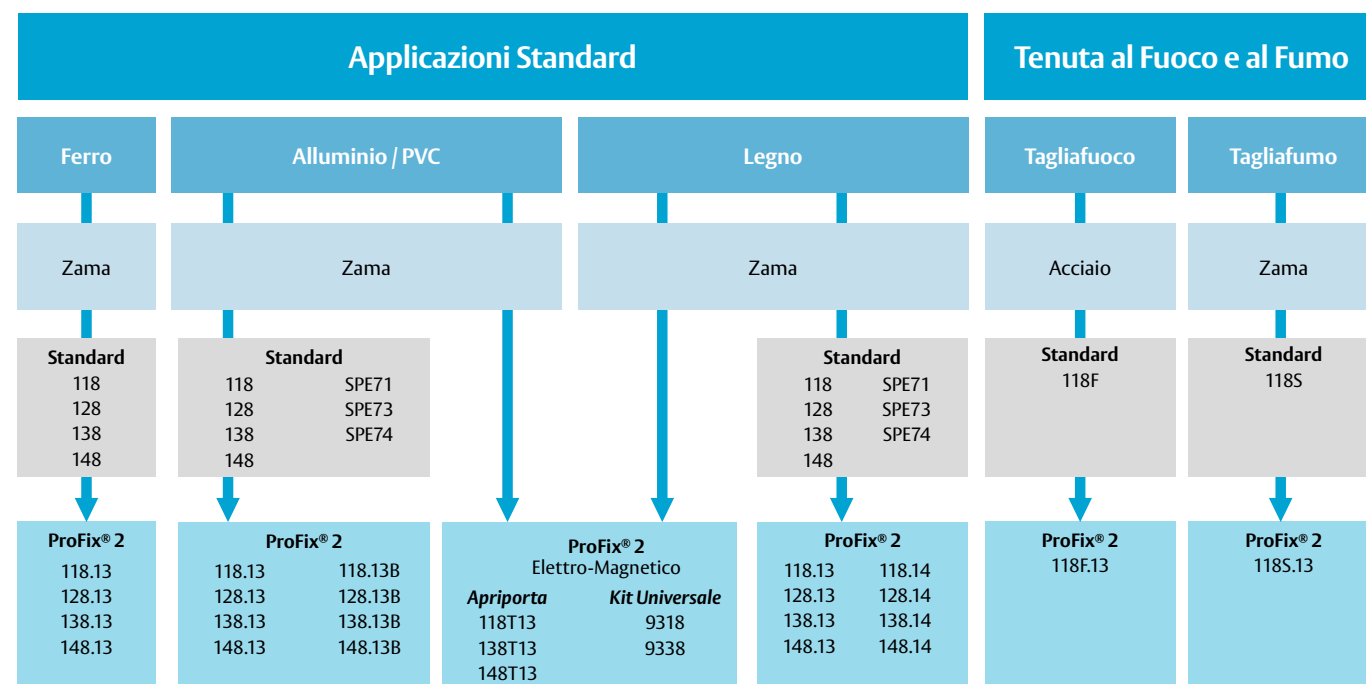 Applicazioni Standard
Tenuta al Fuoco e al Fumo
Ferro
Alluminio / PVC
Legno
Tagliafuoco
Tagliafumo
Zama
Zama
Zama
Acciaio
Zama
Standard
118
128
138
148
Standard
118 SPE71
128 SPE73
138 SPE74
148
Standard
118 SPE71
128 SPE73
138 SPE74
148
Standard
118F
Standard
118S
ProFix® 2
118.13
128.13
138.13
148.13
ProFix® 2
118.13 118.13B
128.13 128.13B
138.13 138.13B
148.13 148.13B
ProFix® 2
Elettro-Magnetico
Apriporta Kit Universale
118T13 9318
138T13 9338
148T13
ProFix® 2
118.13 118.14
128.13 128.14
138.13 138.14
148.13 148.14
ProFix® 2
118F.13
ProFix® 2
118S.13